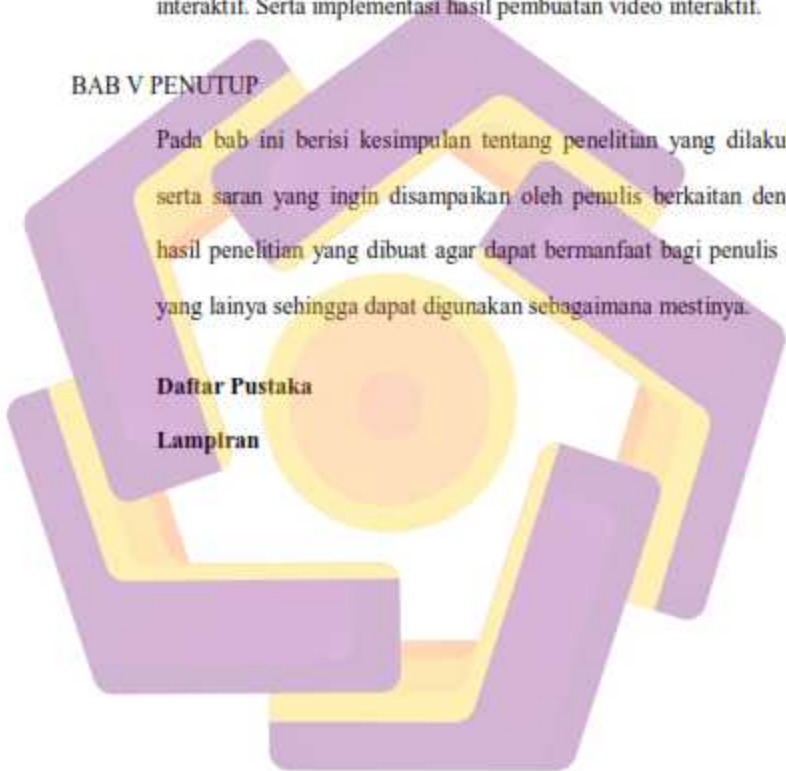 interaktif. Serta implementasi hasil pembuatan video interaktif.
BAB V PENUTUP
Pada bab ini berisi kesimpulan tentang penelitian yang dilaku
serta saran yang ingin disampaikan oleh penulis berkaitan den
hasil penelitian yang dibuat agar dapat bermanfaat bagi penulis
yang lainya sehingga dapat digunakan sebagaimana mestinya.
Daftar Pustaka
Lampiran